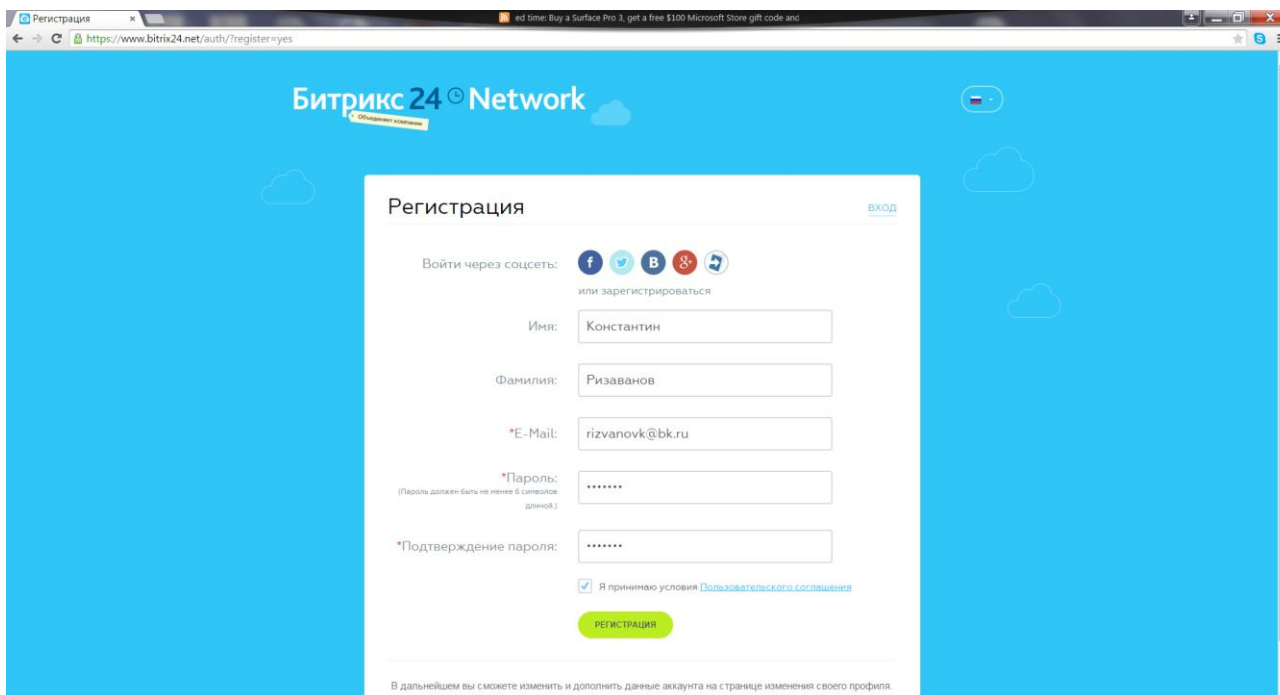 Регистрация
ed time: Buy a Surface Pro 3, get a free $100 Microsoft Store gift code and
https://www.bitrix24.net/auth/?register=yes
Битрикс 24 Network
Объединяет компании
Регистрация
ВХОД
Войти через соцсеть:
или зарегистрироваться
Имя: Константин
Фамилия: Ризаванов
*E-Mail: rizvanovk@bk.ru
*Пароль:
(Пароль должен быть не менее 6 символов
длиной.)
*Подтверждение пароля:
Я принимаю условия Пользовательского соглашения
РЕГИСТРАЦИЯ
В дальнейшем вы сможете изменить и дополнить данные аккаунта на странице изменения своего профиля.